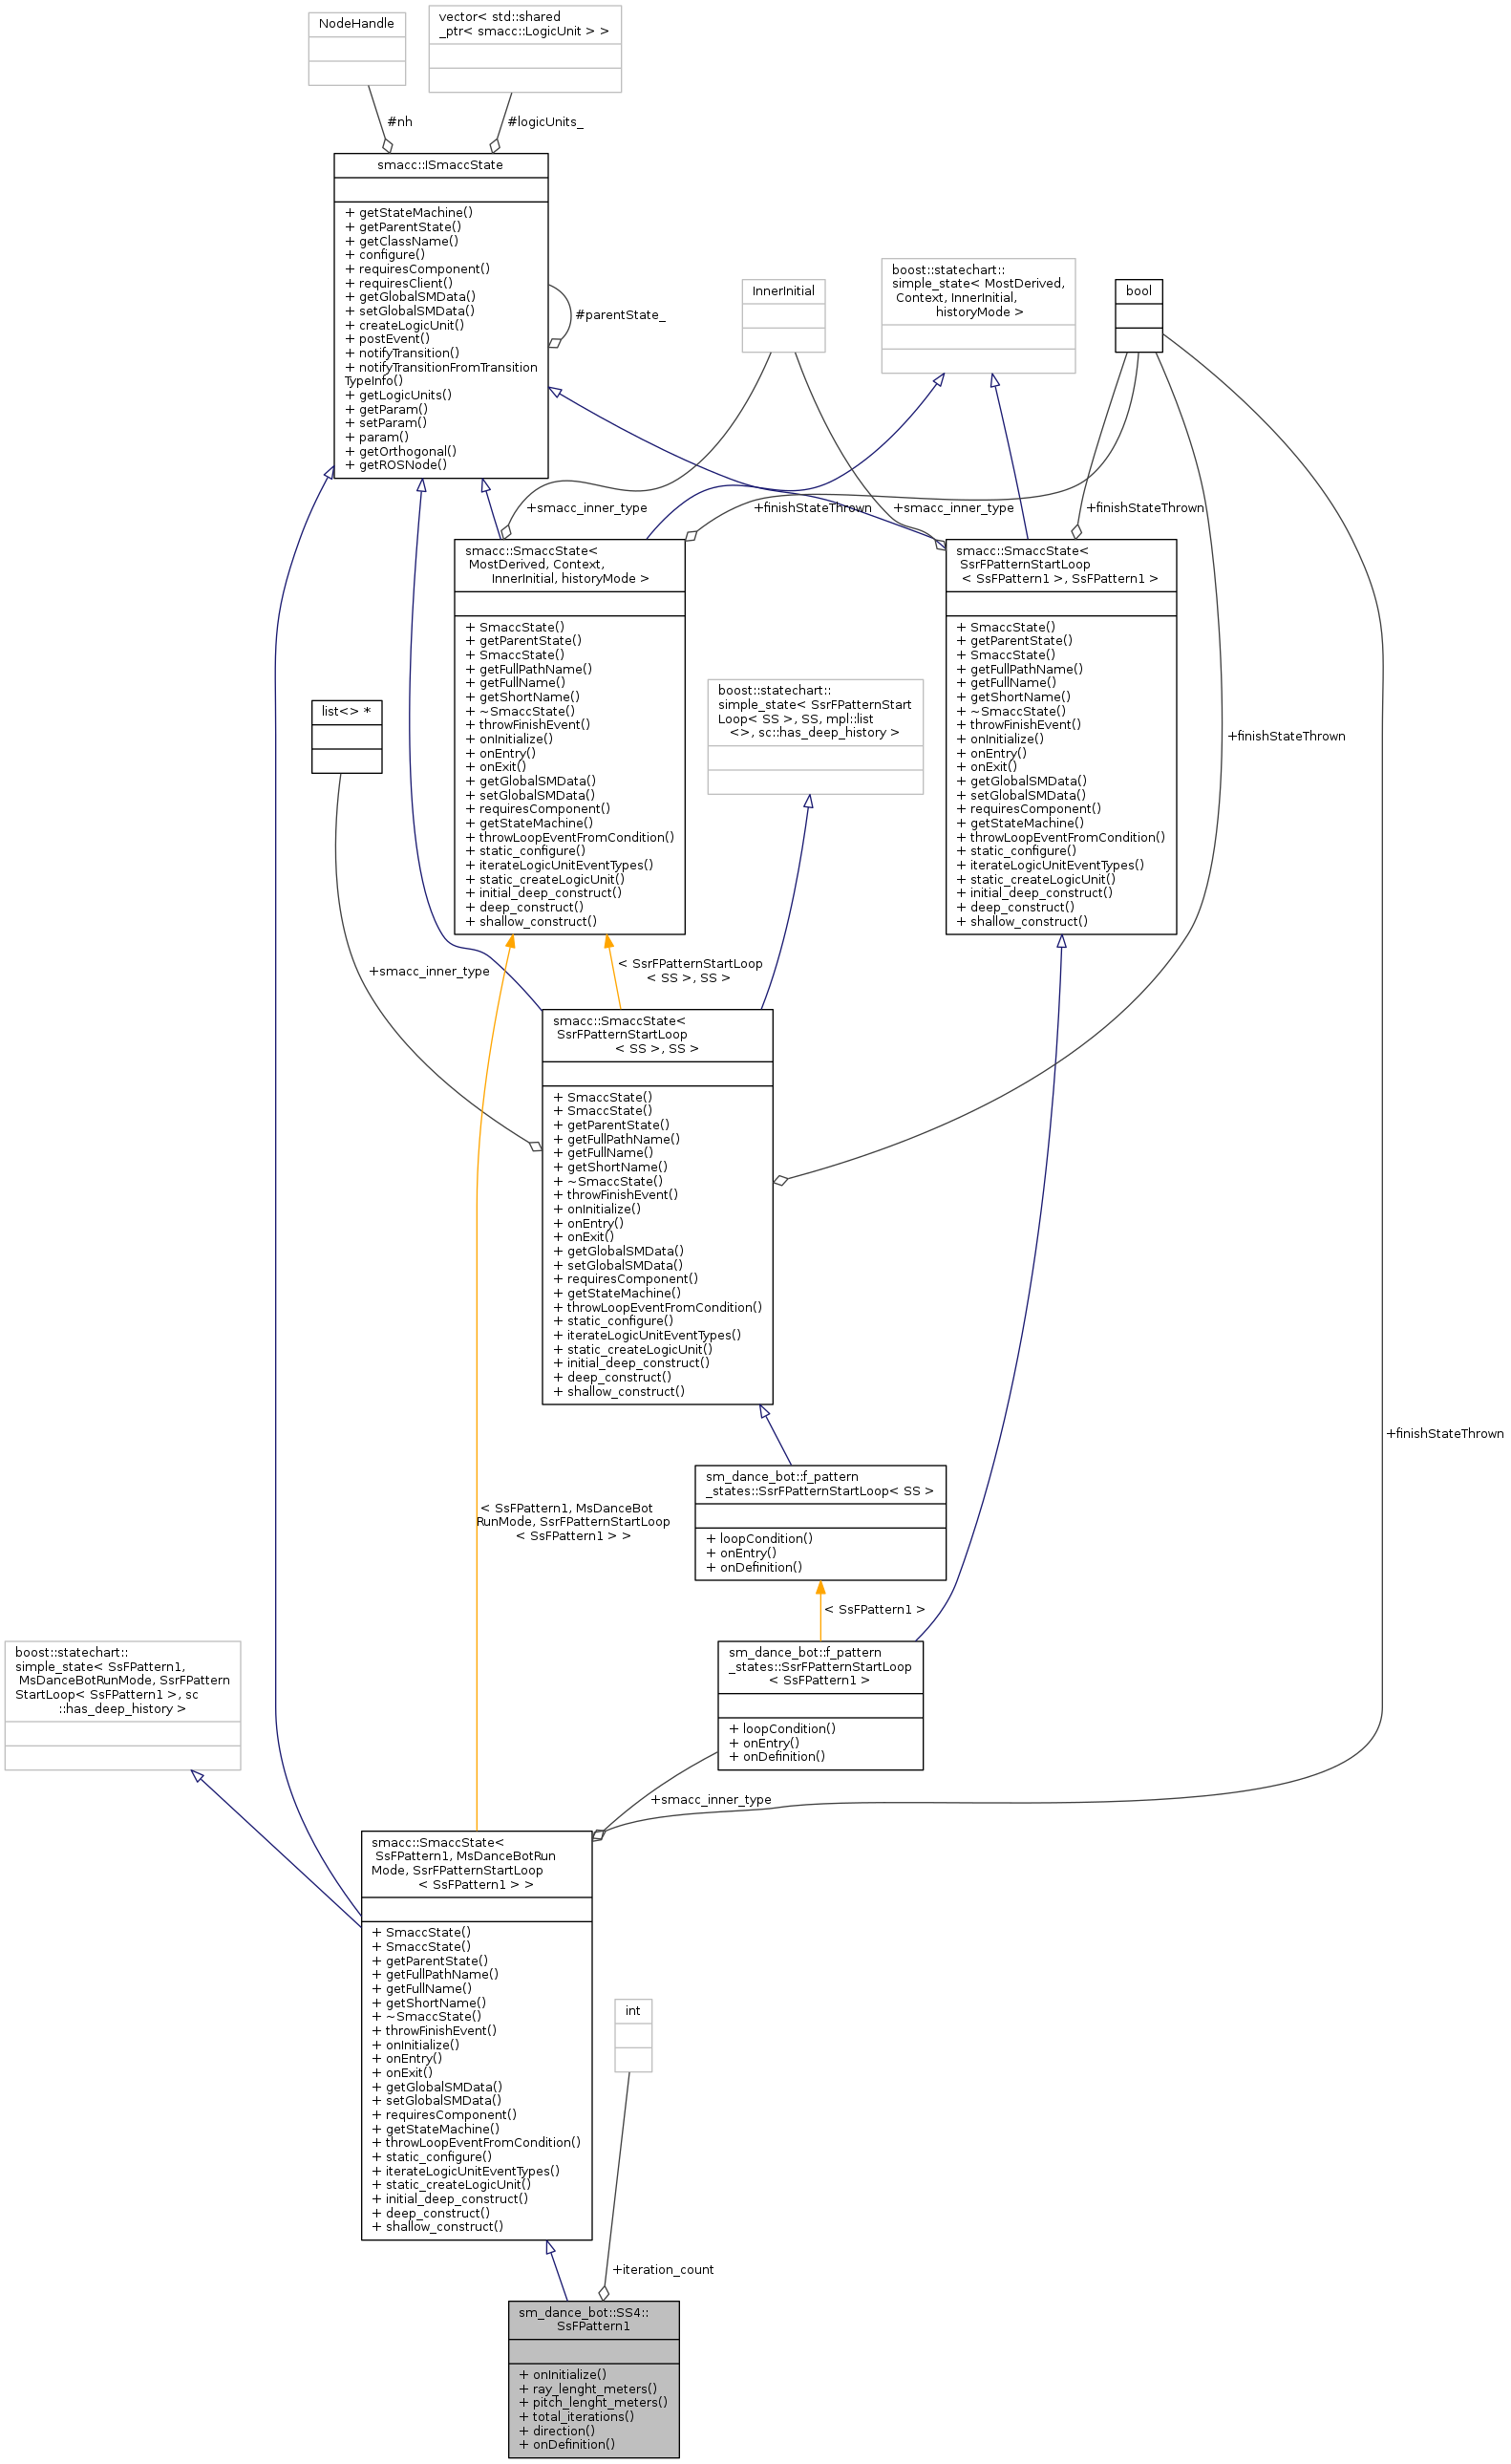 NodeHandle
vector< std::shared
_ptr< smacc::LogicUnit > >
#nh
#logicUnits_
smacc::ISmaccState
+ getStateMachine()
+ getParentState()
+ getClassName()
+ configure()
+ requiresComponent()
+ requiresClient()
+ getGlobalSMData()
+ setGlobalSMData()
+ createLogicUnit()
+ postEvent()
+ notifyTransition()
+ notifyTransitionFromTransition
TypeInfo()
+ getLogicUnits()
+ getParam()
+ setParam()
+ param()
+ getOrthogonal()
+ getROSNode()
#parentState_
InnerInitial
boost::statechart::
simple_state< MostDerived,
Context, InnerInitial,
historyMode >
bool
+smacc_inner_type
+finishStateThrown
+smacc_inner_type
+finishStateThrown
smacc::SmaccState<
MostDerived, Context,
InnerInitial, historyMode >
+ SmaccState()
+ getParentState()
+ SmaccState()
+ getFullPathName()
+ getFullName()
+ getShortName()
+ ~SmaccState()
+ throwFinishEvent()
+ onInitialize()
+ onEntry()
+ onExit()
+ getGlobalSMData()
+ setGlobalSMData()
+ requiresComponent()
+ getStateMachine()
+ throwLoopEventFromCondition()
+ static_configure()
+ iterateLogicUnitEventTypes()
+ static_createLogicUnit()
+ initial_deep_construct()
+ deep_construct()
+ shallow_construct()
smacc::SmaccState<
SsrFPatternStartLoop
< SsFPattern1 >, SsFPattern1 >
+ SmaccState()
+ getParentState()
+ SmaccState()
+ getFullPathName()
+ getFullName()
+ getShortName()
+ ~SmaccState()
+ throwFinishEvent()
+ onInitialize()
+ onEntry()
+ onExit()
+ getGlobalSMData()
+ setGlobalSMData()
+ requiresComponent()
+ getStateMachine()
+ throwLoopEventFromCondition()
+ static_configure()
+ iterateLogicUnitEventTypes()
+ static_createLogicUnit()
+ initial_deep_construct()
+ deep_construct()
+ shallow_construct()
list<> *
boost::statechart::
simple_state< SsrFPatternStart
Loop< SS >, SS, mpl::list
<>, sc::has_deep_history >
+finishStateThrown
+smacc_inner_type
< SsrFPatternStartLoop
< SS >, SS >
smacc::SmaccState<
SsrFPatternStartLoop
< SS >, SS >
+ SmaccState()
+ SmaccState()
+ getParentState()
+ getFullPathName()
+ getFullName()
+ getShortName()
+ ~SmaccState()
+ throwFinishEvent()
+ onInitialize()
+ onEntry()
+ onExit()
+ getGlobalSMData()
+ setGlobalSMData()
+ requiresComponent()
+ getStateMachine()
+ throwLoopEventFromCondition()
+ static_configure()
+ iterateLogicUnitEventTypes()
+ static_createLogicUnit()
+ initial_deep_construct()
+ deep_construct()
+ shallow_construct()
+finishStateThrown
sm_dance_bot::f_pattern
_states::SsrFPatternStartLoop< SS >
+ loopCondition()
+ onEntry()
+ onDefinition()
< SsFPattern1, MsDanceBot
RunMode, SsrFPatternStartLoop
< SsFPattern1 > >
< SsFPattern1 >
sm_dance_bot::f_pattern
_states::SsrFPatternStartLoop
< SsFPattern1 >
+ loopCondition()
+ onEntry()
+ onDefinition()
boost::statechart::
simple_state< SsFPattern1,
MsDanceBotRunMode, SsrFPattern
StartLoop< SsFPattern1 >, sc
::has_deep_history >
+smacc_inner_type
smacc::SmaccState<
SsFPattern1, MsDanceBotRun
Mode, SsrFPatternStartLoop
< SsFPattern1 > >
+ SmaccState()
+ SmaccState()
+ getParentState()
+ getFullPathName()
+ getFullName()
+ getShortName()
+ ~SmaccState()
+ throwFinishEvent()
+ onInitialize()
+ onEntry()
+ onExit()
+ getGlobalSMData()
+ setGlobalSMData()
+ requiresComponent()
+ getStateMachine()
+ throwLoopEventFromCondition()
+ static_configure()
+ iterateLogicUnitEventTypes()
+ static_createLogicUnit()
+ initial_deep_construct()
+ deep_construct()
+ shallow_construct()
int
+iteration_count
sm_dance_bot::SS4::
SsFPattern1
+ onInitialize()
+ ray_lenght_meters()
+ pitch_lenght_meters()
+ total_iterations()
+ direction()
+ onDefinition()